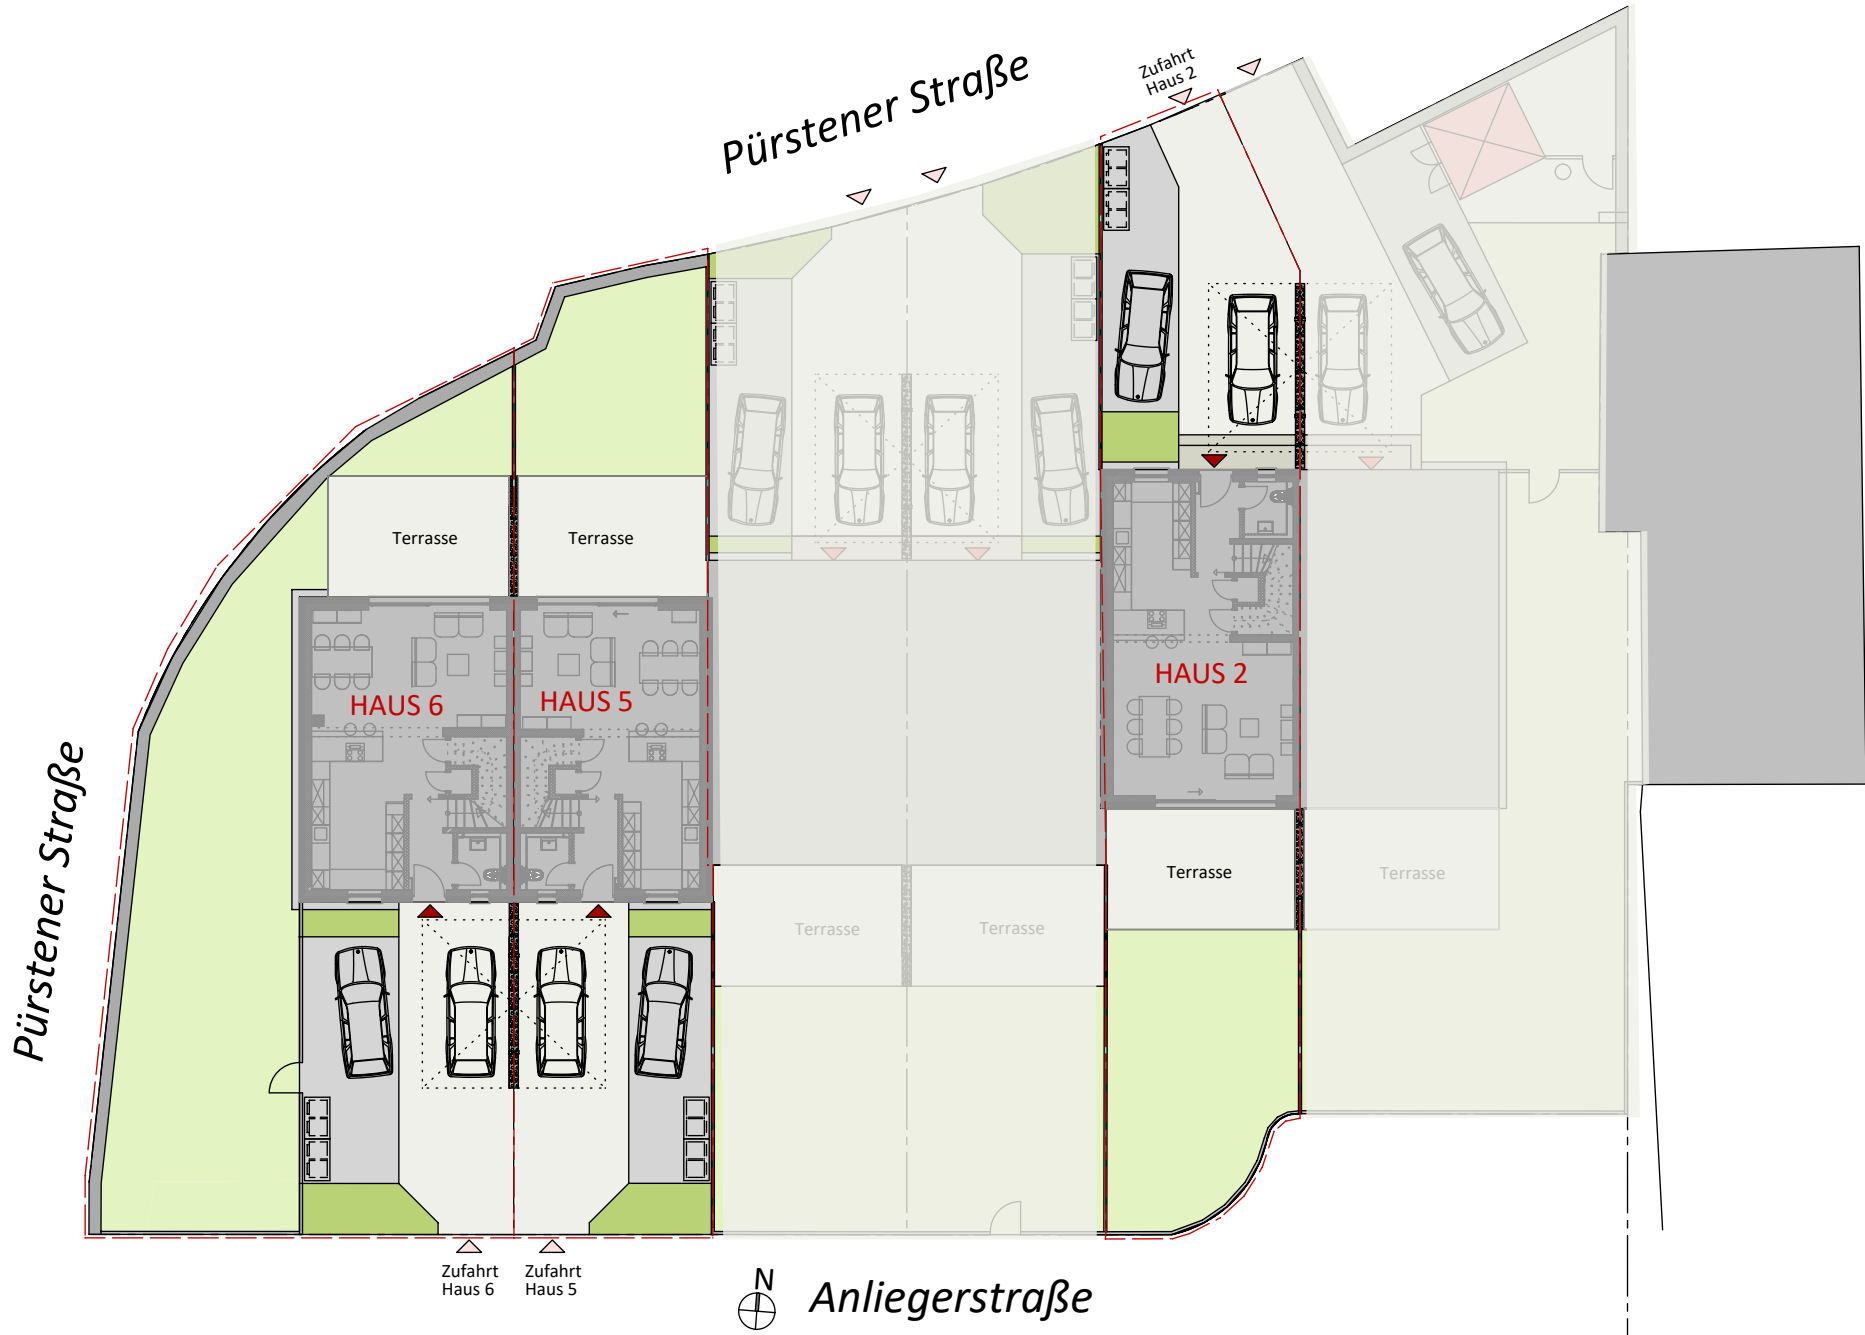 Zufahrt
Haus 2
Pürstener Straße
Terrasse
Terrasse
HAUS 6
HAUS 5
HAUS 2
Pürstener Straße
Terrasse
Terrasse
Terrasse
Terrasse
Zufahrt
Haus 6
Zufahrt
Haus 5
N
Anliegerstraße